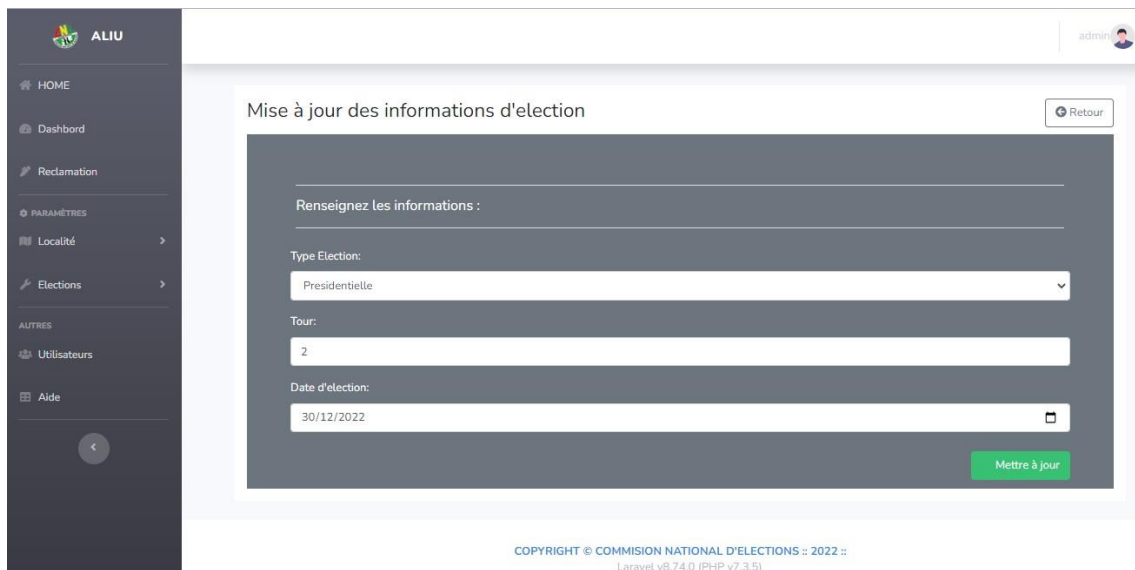 ALIU
admin
HOME
Dashbord
Reclamation
PARAMÈTRES
Localité
Elections
AUTRES
Utilisateurs
Aide
Mise à jour des informations d'election
Retour
Renseignez les informations :
Type Election:
Presidentielle
Tour:
2
Date d'election:
30/12/2022
Mettre à jour
COPYRIGHT © COMMISION NATIONAL D'ELECTIONS :: 2022 ::
Laravel v8.74.0 (PHP v7.3.5)